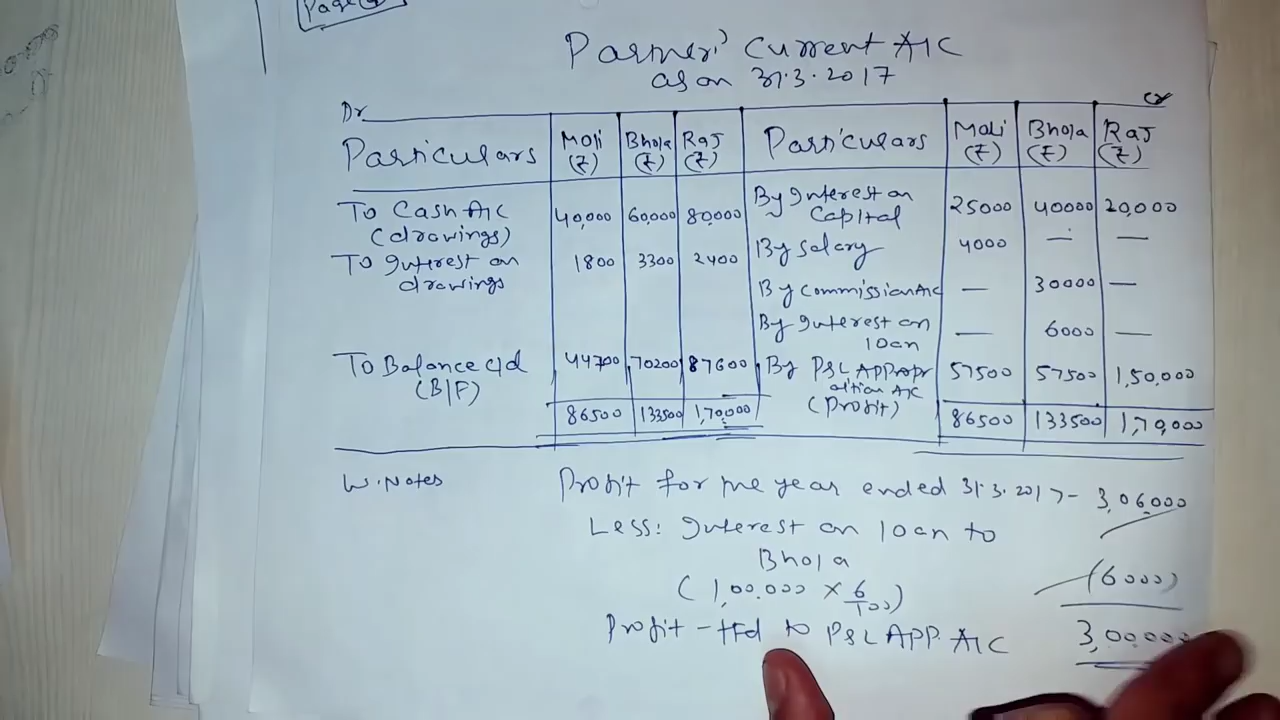 Page
Partners' Current A/C
as on 31.3.2017
Dr Cr
Particulars Moli (₹) Bhola (₹) Raj (₹) Particulars Moli (₹) Bhola (₹) Raj (₹)
To Cash A/C (drawings) 40,000 60,000 80,000 By Interest on Capital 25000 40000 20,000
By Salary 4000 — —
To Interest on drawings 1800 3300 2400
By Commission A/C — 30000 —
By Interest on loan — 6000 —
To Balance c/d (B/F) 44700 70200 87600 By P&L Appropriation A/C (Profit) 57500 57500 1,50,000
86500 133500 1,70,000 86500 133500 1,70,000
W.Notes Profit for the year ended 31.3.2017- 3,06,000
Less: Interest on loan to
Bhola
(1,00,000 × 6/100) (6000)
Profit - tfd to P&L APP. A/C 3,00,000